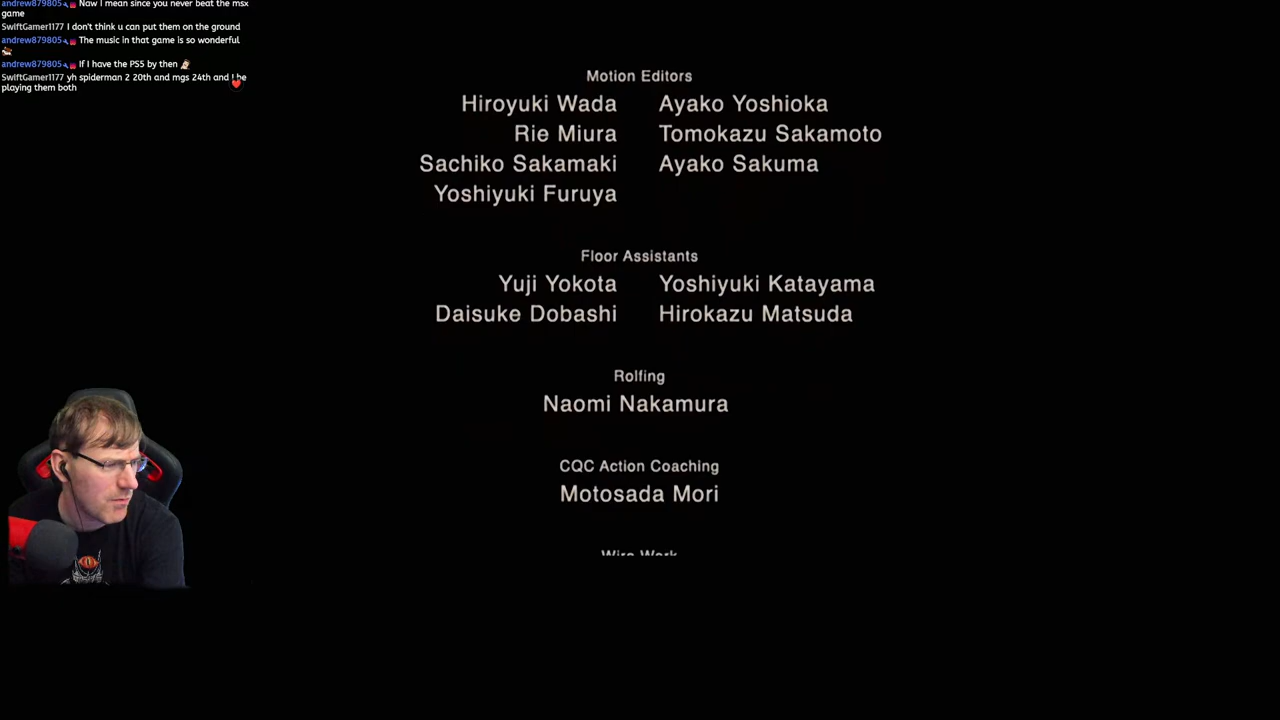 andrew879805 Naw I mean since you never beat the msx
game
SwiftGamer1177 I don't think u can put them on the ground
andrew879805 The music in that game is so wonderful
andrew879805 If I have the PS5 by then
SwiftGamer1177 yh spiderman 2 20th and mgs 24th and I be
playing them both
Motion Editors
Hiroyuki Wada Ayako Yoshioka
Rie Miura Tomokazu Sakamoto
Sachiko Sakamaki Ayako Sakuma
Yoshiyuki Furuya
Floor Assistants
Yuji Yokota Yoshiyuki Katayama
Daisuke Dobashi Hirokazu Matsuda
Rolfing
Naomi Nakamura
CQC Action Coaching
Motosada Mori
Wire Work